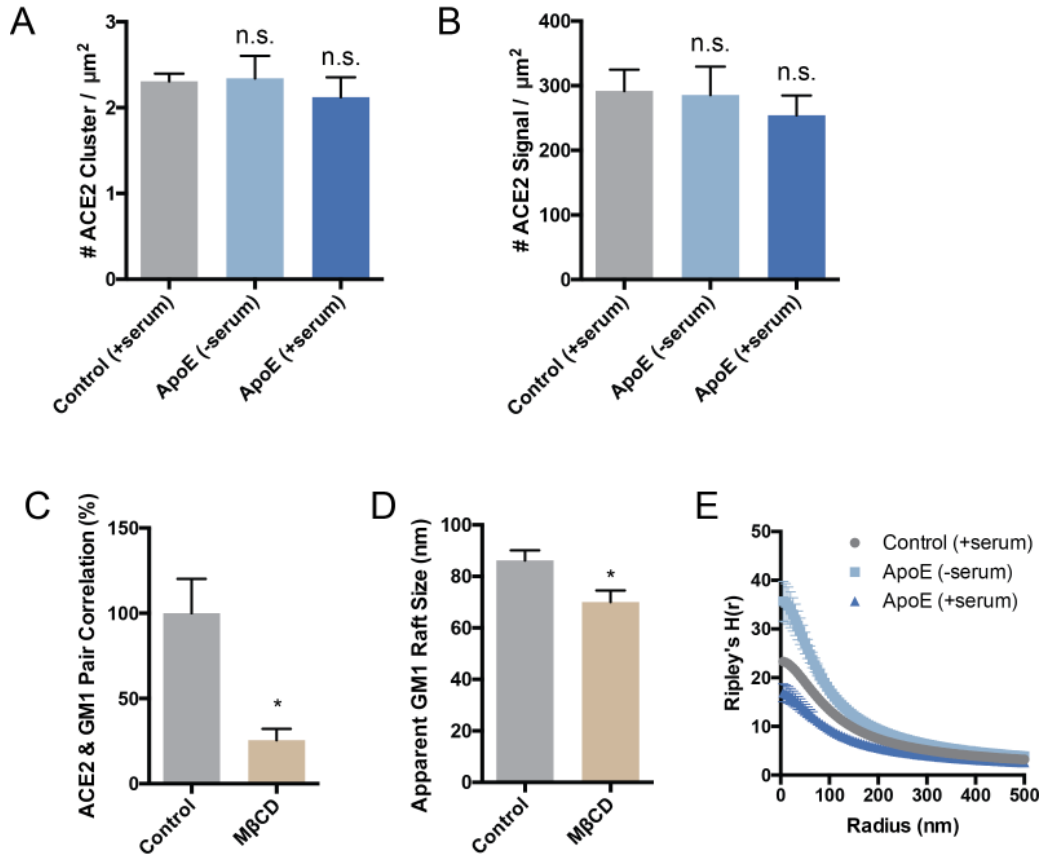 A
# ACE2 Cluster / µm²
3
2
1
0
n.s.
n.s.
Control (+serum)
ApoE (-serum)
ApoE (+serum)
B
# ACE2 Signal / µm²
400
300
200
100
0
n.s.
n.s.
Control (+serum)
ApoE (-serum)
ApoE (+serum)
C
ACE2 & GM1 Pair Correlation (%)
150
100
50
0
*
Control
MβCD
D
Apparent GM1 Raft Size (nm)
100
80
60
40
20
0
*
Control
MβCD
E
Ripley's H(r)
50
40
30
20
10
0
Control (+serum)
ApoE (-serum)
ApoE (+serum)
0 100 200 300 400 500
Radius (nm)